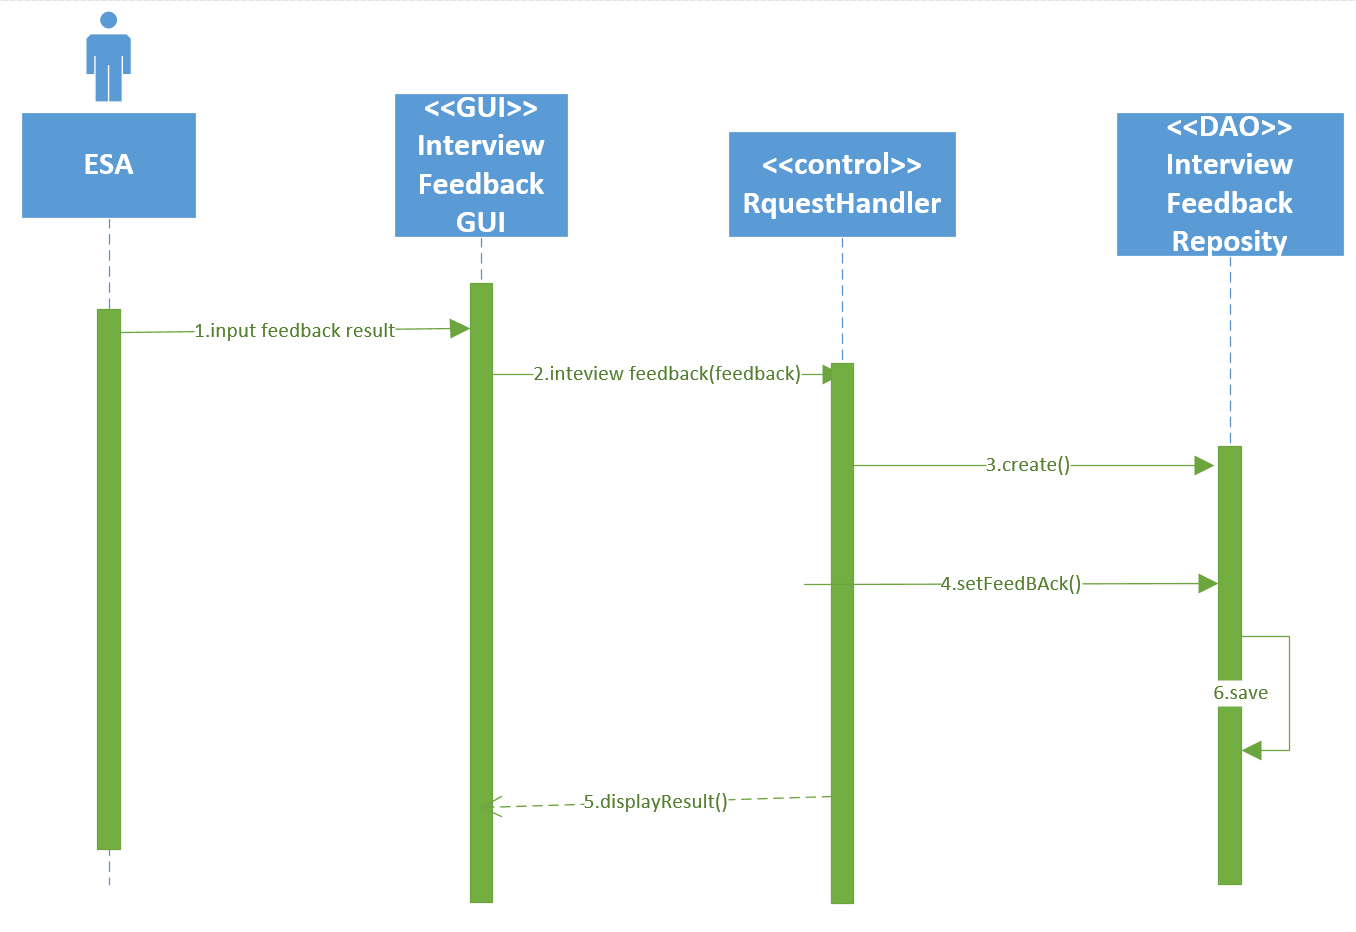 ESA
<<GUI>>
Interview
Feedback
GUI
<<control>>
RquestHandler
<<DAO>>
Interview
Feedback
Reposity
1.input feedback result
2.inteview feedback(feedback)
3.create()
4.setFeedBAck()
6.save
5.displayResult()